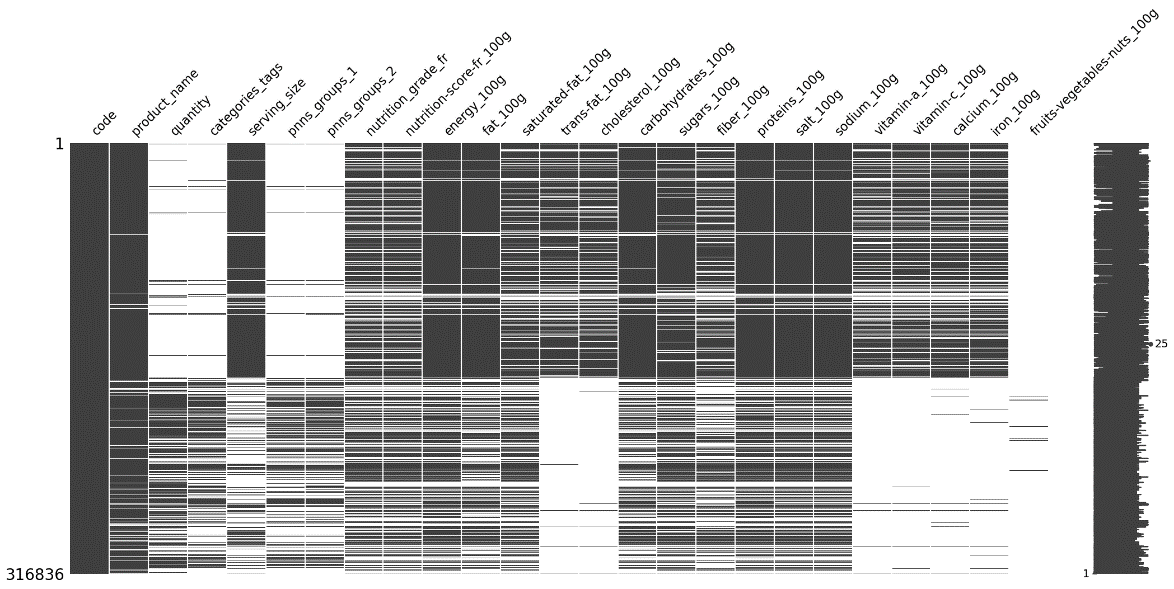 code
product_name
quantity
categories_tags
serving_size
pnns_groups_1
pnns_groups_2
nutrition_grade_fr
nutrition-score-fr_100g
energy_100g
fat_100g
saturated-fat_100g
trans-fat_100g
cholesterol_100g
carbohydrates_100g
sugars_100g
fiber_100g
proteins_100g
salt_100g
sodium_100g
vitamin-a_100g
vitamin-c_100g
calcium_100g
iron_100g
fruits-vegetables-nuts_100g
1
25
316836
1